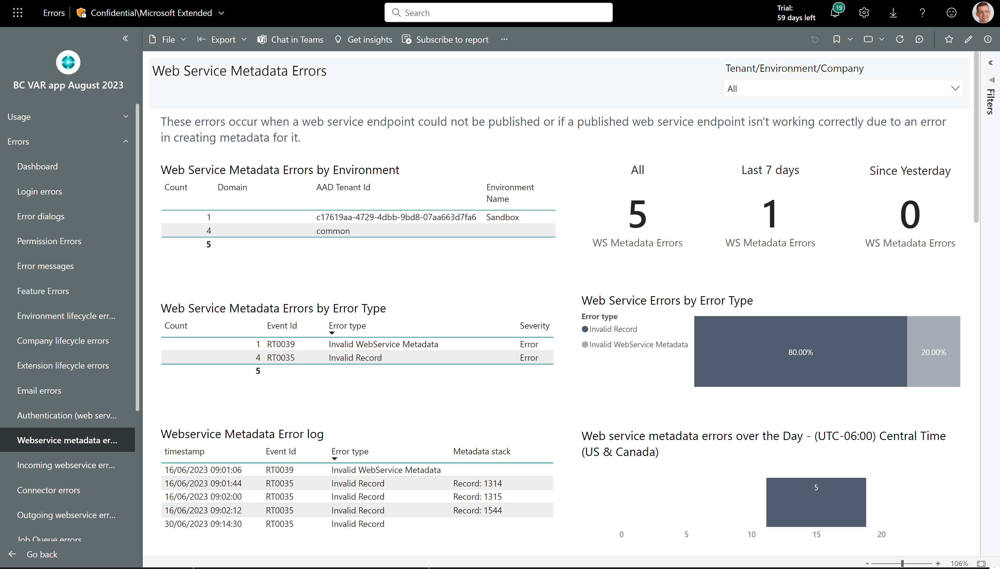 Errors
Confidential\Microsoft Extended
Search
Trial:
59 days left
19
File
Export
Chat in Teams
Get insights
Subscribe to report
BC VAR app August 2023
Usage
Errors
Dashboard
Login errors
Error dialogs
Permission Errors
Error messages
Feature Errors
Environment lifecycle err...
Company lifecycle errors
Extension lifecycle errors
Email errors
Authentication (web serv...
Webservice metadata er...
Incoming webservice err...
Connector errors
Outgoing webservice err...
Job Queue errors
Go back
Web Service Metadata Errors
Tenant/Environment/Company
All
Filters
These errors occur when a web service endpoint could not be published or if a published web service endpoint isn't working correctly due to an error
in creating metadata for it.
Web Service Metadata Errors by Environment
Count Domain AAD Tenant Id Environment
Name
1 c17619aa-4729-4dbb-9bd8-07aa663d7fa6 Sandbox
4 common
5
All
5
WS Metadata Errors
Last 7 days
1
WS Metadata Errors
Since Yesterday
0
WS Metadata Errors
Web Service Metadata Errors by Error Type
Count Event Id Error type Severity
1 RT0039 Invalid WebService Metadata Error
4 RT0035 Invalid Record Error
5
Web Service Errors by Error Type
Error type
Invalid Record
Invalid WebService Metadata
80.00%
20.00%
Webservice Metadata Error log
timestamp Event Id Error type Metadata stack
16/06/2023 09:01:06 RT0039 Invalid WebService Metadata
16/06/2023 09:01:44 RT0035 Invalid Record Record: 1314
16/06/2023 09:02:00 RT0035 Invalid Record Record: 1315
16/06/2023 09:02:12 RT0035 Invalid Record Record: 1544
30/06/2023 09:14:30 RT0035 Invalid Record
Web service metadata errors over the Day - (UTC-06:00) Central Time
(US & Canada)
5
0 5 10 15 20
- + 106%